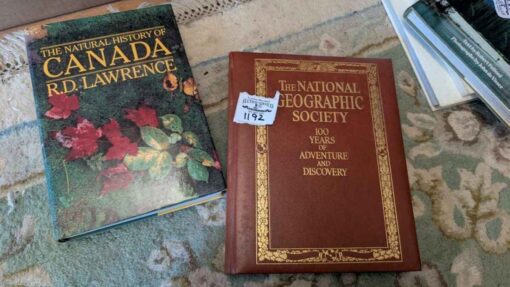 THE NATURAL HISTORY OF
CANADA
R.D. LAWRENCE
THE NATIONAL
GEOGRAPHIC
SOCIETY
100
YEARS
OF
ADVENTURE
AND
DISCOVERY
1192